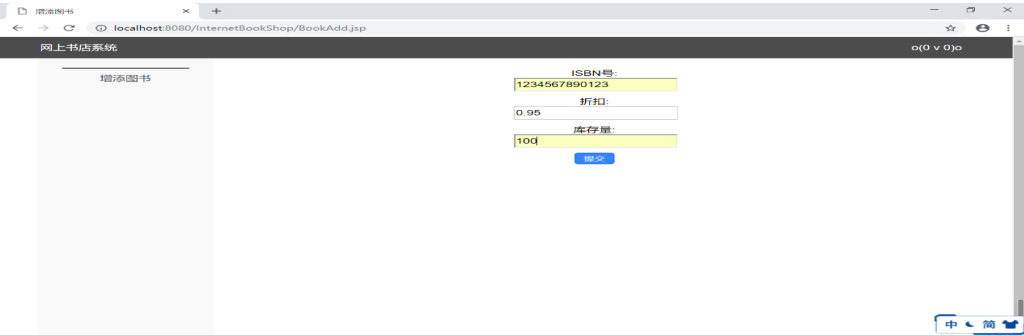 增添图书
localhost:8080/InternetBookShop/BookAdd.jsp
网上书店系统
o(0 v 0)o
增添图书
ISBN号:
1234567890123
折扣:
0.95
库存量:
100
提交
中 简